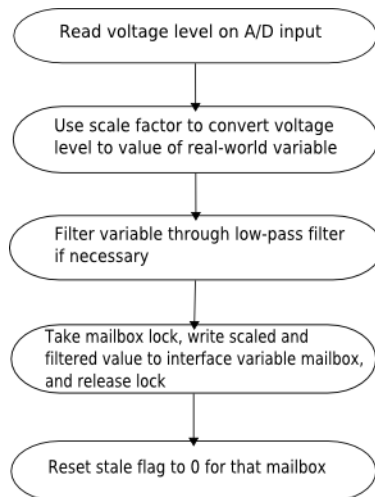 Read voltage level on A/D input
Use scale factor to convert voltage
level to value of real-world variable
Filter variable through low-pass filter
if necessary
Take mailbox lock, write scaled and
filtered value to interface variable mailbox,
and release lock
Reset stale flag to 0 for that mailbox